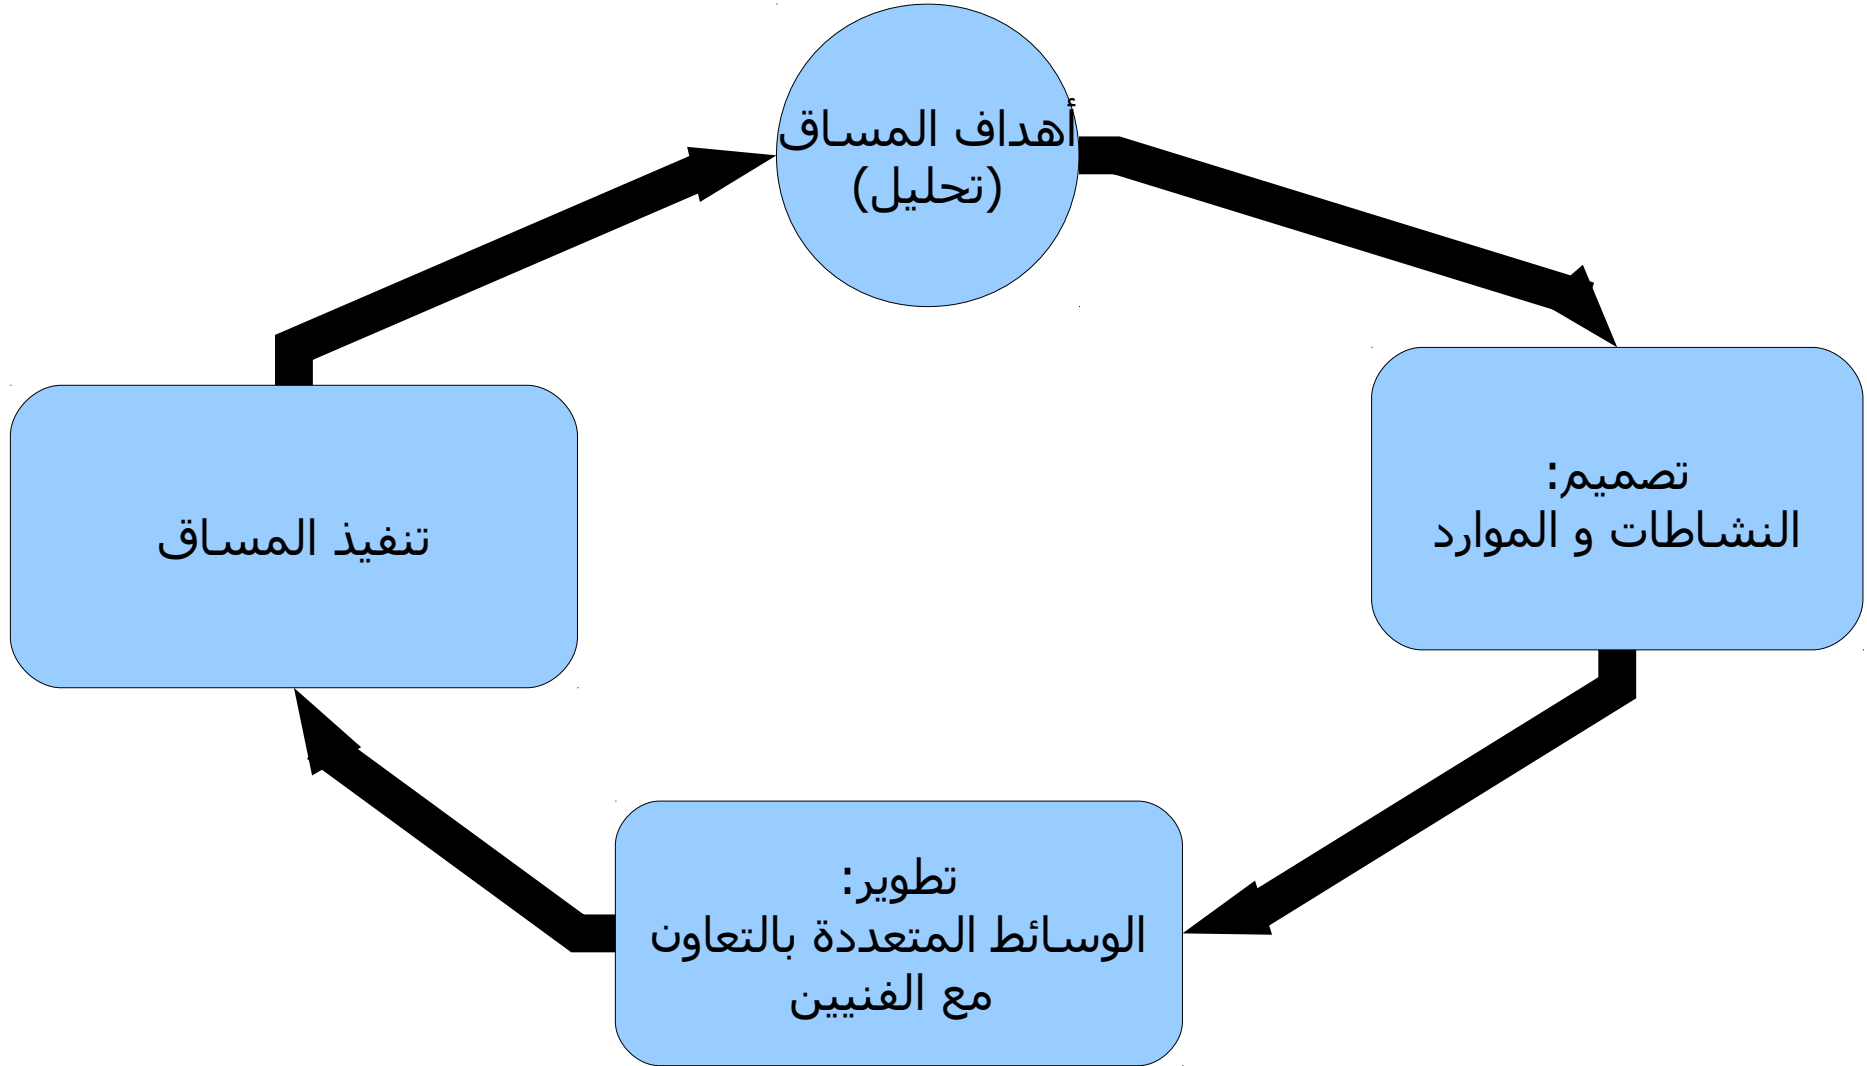 أهداف المساق
(تحليل)
تصميم:
النشاطات و الموارد
تطوير:
الوسائط المتعددة بالتعاون
مع الفنيين
تنفيذ المساق